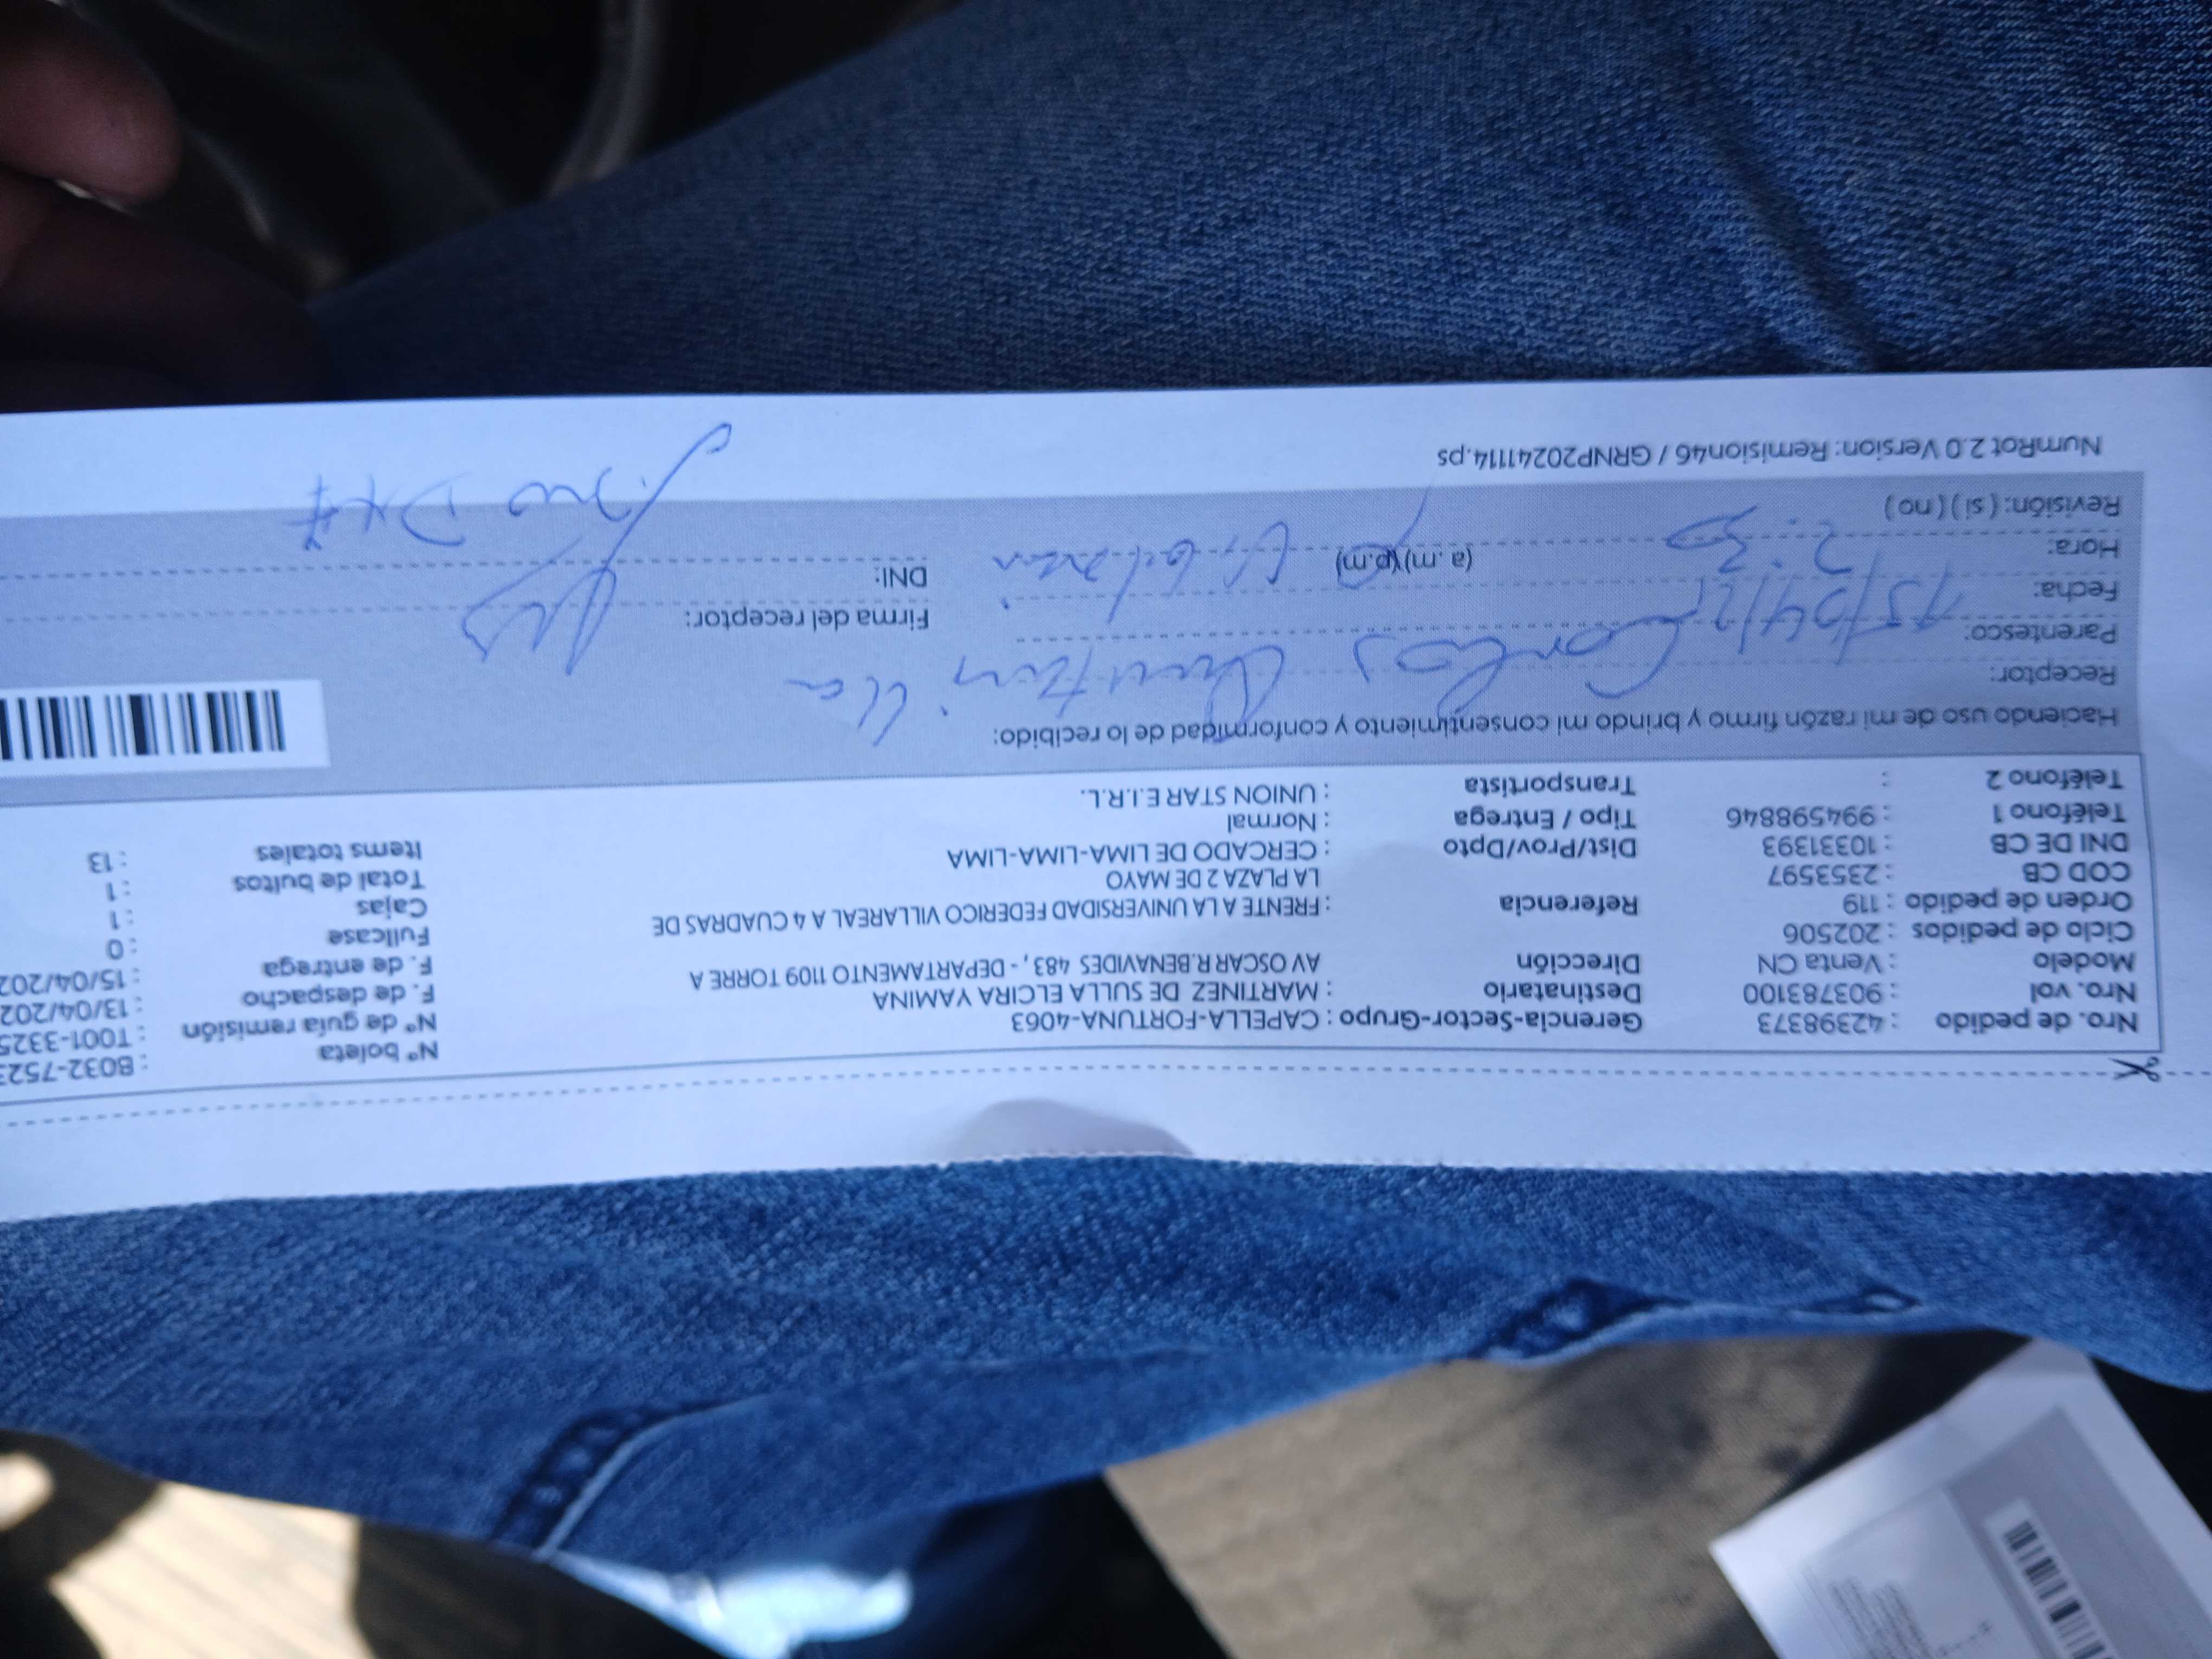 Nro. de pedido : 42398373 Gerencia-Sector-Grupo : CAPELLA-FORTUNA-4063 N° boleta : B032-752
Nro. vol : 903783100 Destinatario : MARTINEZ DE SULLA ELCIRA YAMINA N° de guía remisión : T001-3325
Modelo : Venta CN Dirección AV OSCAR R.BENAVIDES 483, - DEPARTAMENTO 1109 TORRE A F. de despacho : 13/04/202
Ciclo de pedidos : 202506 F. de entrega : 15/04/202
Orden de pedido : 119 Referencia : FRENTE A LA UNIVERSIDAD FEDERICO VILLAREAL A 4 CUADRAS DE Fullcase : 0
COD CB : 2353597 LA PLAZA 2 DE MAYO Cajas : 1
DNI DE CB : 10331393 Dist/Prov/Dpto : CERCADO DE LIMA-LIMA-LIMA Total de bultos : 1
Teléfono 1 : 994598846 Tipo / Entrega : Normal Items totales : 13
Teléfono 2 : Transportista : UNION STAR E.I.R.L.
Haciendo uso de mi razón firmo y brindo mi consentimiento y conformidad de lo recibido:
Receptor: Carlos Quintanilla
Parentesco: Firma del receptor:
Fecha: 15/04/25 DNI:
Hora: 2:30 (a.m)(p.m)
Revisión: (si) (no)
NumRot 2.0 Version: Remision46 / GRNP20241114.ps